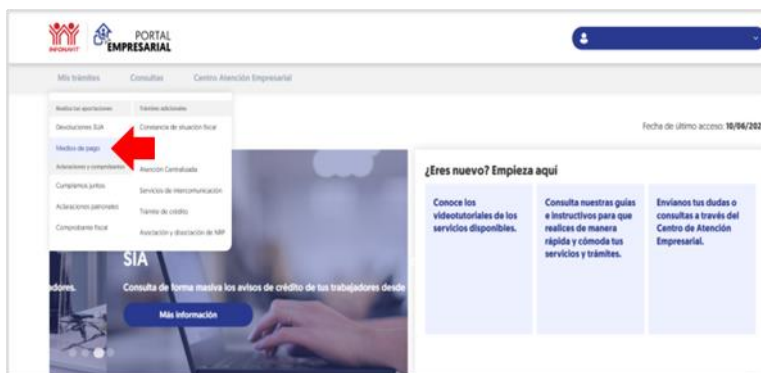 INFONAVIT
PORTAL
EMPRESARIAL
Mis trámites
Consultas
Centro Atención Empresarial
Realiza tus aportaciones
Trámites adicionales
Devoluciones SUA
Constancia de situación fiscal
Medios de pago
Aclaraciones y comprobantes
Atención Centralizada
Cumplamos juntos
Servicios de intercomunicación
Aclaraciones patronales
Trámite de crédito
Comprobante fiscal
Asociación y disociación de NRP
Fecha de último acceso: 10/06/202
¿Eres nuevo? Empieza aquí
Conoce los
videotutoriales de los
servicios disponibles.
Consulta nuestras guías
e instructivos para que
realices de manera
rápida y cómoda tus
servicios y trámites.
Envíanos tus dudas o
consultas a través del
Centro de Atención
Empresarial.
SIA
adores.
Consulta de forma masiva los avisos de crédito de tus trabajadores desde
Más información